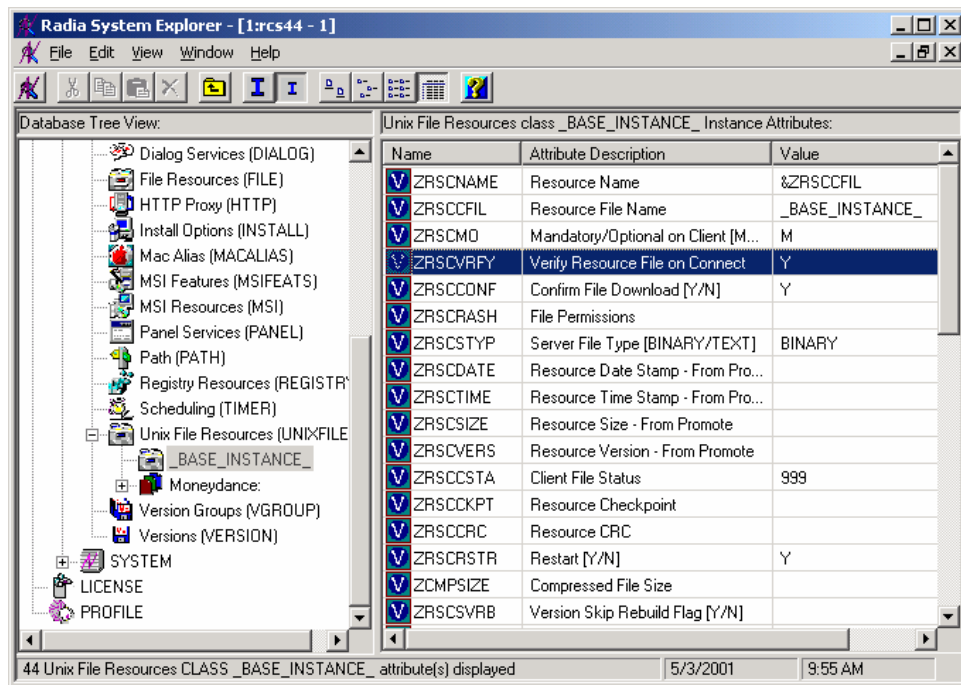 Radia System Explorer - [1:rcs44 - 1]
File Edit View Window Help
Database Tree View:
Dialog Services (DIALOG)
File Resources (FILE)
HTTP Proxy (HTTP)
Install Options (INSTALL)
Mac Alias (MACALIAS)
MSI Features (MSIFEATS)
MSI Resources (MSI)
Panel Services (PANEL)
Path (PATH)
Registry Resources (REGISTR
Scheduling (TIMER)
Unix File Resources (UNIXFILE
_BASE_INSTANCE_
Moneydance:
Version Groups (VGROUP)
Versions (VERSION)
SYSTEM
LICENSE
PROFILE
Unix File Resources class _BASE_INSTANCE_ Instance Attributes:
Name Attribute Description Value
ZRSCNAME Resource Name &ZRSCCFIL
ZRSCCFIL Resource File Name _BASE_INSTANCE_
ZRSCMO Mandatory/Optional on Client [M... M
ZRSCVRFY Verify Resource File on Connect Y
ZRSCCONF Confirm File Download [Y/N] Y
ZRSCRASH File Permissions
ZRSCSTYP Server File Type [BINARY/TEXT] BINARY
ZRSCDATE Resource Date Stamp - From Pro...
ZRSCTIME Resource Time Stamp - From Pro...
ZRSCSIZE Resource Size - From Promote
ZRSCVERS Resource Version - From Promote
ZRSCCSTA Client File Status 999
ZRSCCKPT Resource Checkpoint
ZRSCCRC Resource CRC
ZRSCRSTR Restart [Y/N] Y
ZCMPSIZE Compressed File Size
ZRSCSVRB Version Skip Rebuild Flag [Y/N]
44 Unix File Resources CLASS _BASE_INSTANCE_ attribute(s) displayed 5/3/2001 9:55 AM